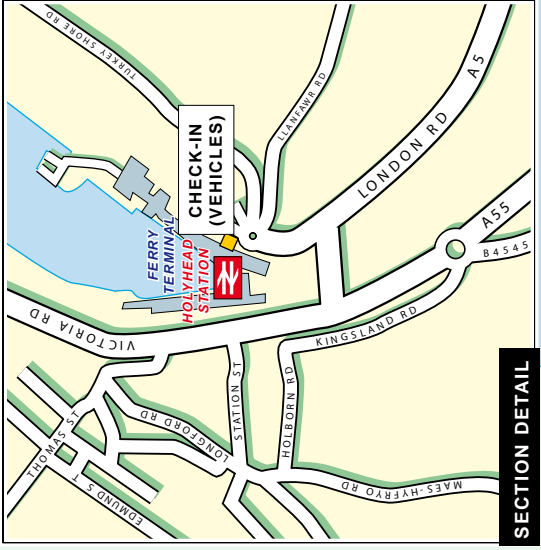 TURKEY SHORE RD
LLANFAWR RD
CHECK-IN
(VEHICLES)
LONDON RD
A5
A55
B4545
FERRY
TERMINAL
HOLYHEAD
STATION
VICTORIA RD
KINGSLAND RD
STATION ST
HOLBORN RD
LONGFORD RD
THOMAS ST
EDMUND ST
MAES-HYFRYO RD
SECTION DETAIL